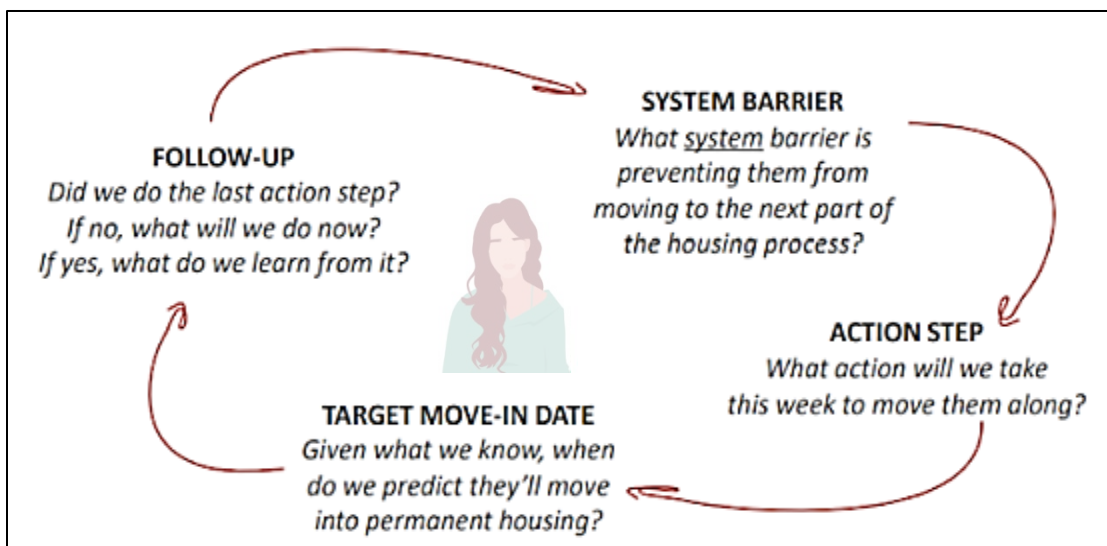 SYSTEM BARRIER
What system barrier is
preventing them from
moving to the next part of
the housing process?
ACTION STEP
What action will we take
this week to move them along?
TARGET MOVE-IN DATE
Given what we know, when
do we predict they'll move
into permanent housing?
FOLLOW-UP
Did we do the last action step?
If no, what will we do now?
If yes, what do we learn from it?